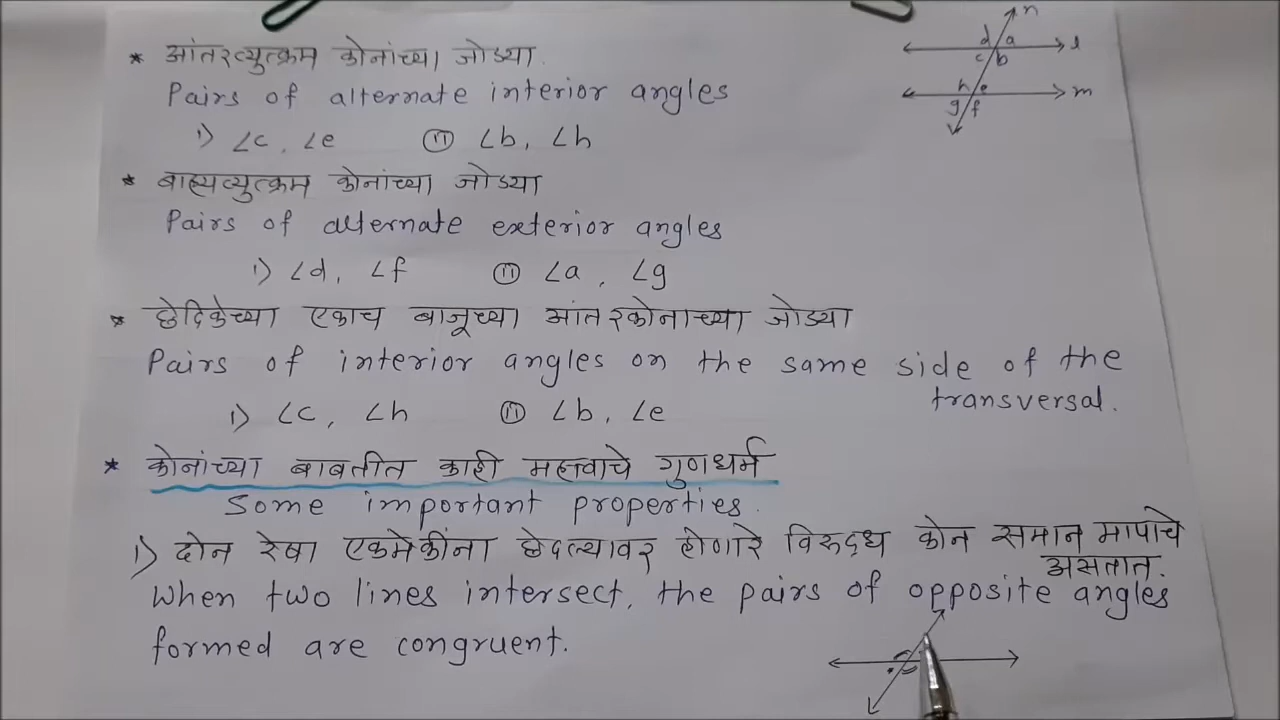 * आंतरव्युत्क्रम कोनांच्या जोड्या.
Pairs of alternate interior angles
i) ∠c, ∠e   (ii) ∠b, ∠h
* बाह्यव्युत्क्रम कोनांच्या जोड्या
Pairs of alternate exterior angles
i) ∠d, ∠f   (ii) ∠a, ∠g
* छेदिकेच्या एकाच बाजूच्या आंतरकोनाच्या जोड्या
Pairs of interior angles on the same side of the
transversal.
i) ∠c, ∠h   (ii) ∠b, ∠e
* कोनांच्या बाबतीत काही महत्त्वाचे गुणधर्म
Some important properties.
i) दोन रेषा एकमेकींना छेदल्यावर होणारे विरुद्ध कोन समान मापाचे
असतात.
When two lines intersect, the pairs of opposite angles
formed are congruent.
n
d a l
c b
h e m
g f